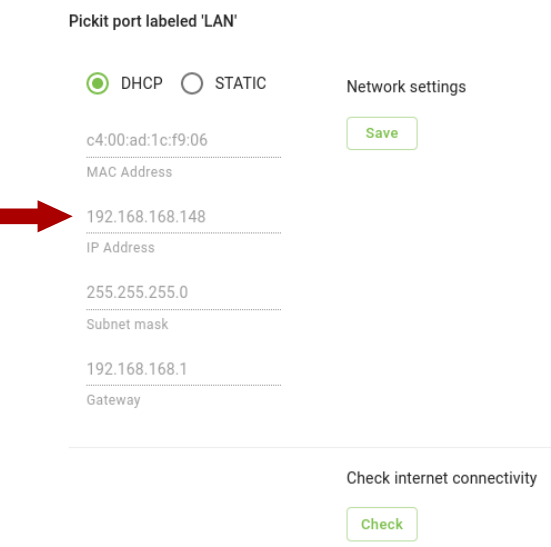 Pickit port labeled 'LAN'
DHCP STATIC
Network settings
Save
c4:00:ad:1c:f9:06
MAC Address
192.168.168.148
IP Address
255.255.255.0
Subnet mask
192.168.168.1
Gateway
Check internet connectivity
Check